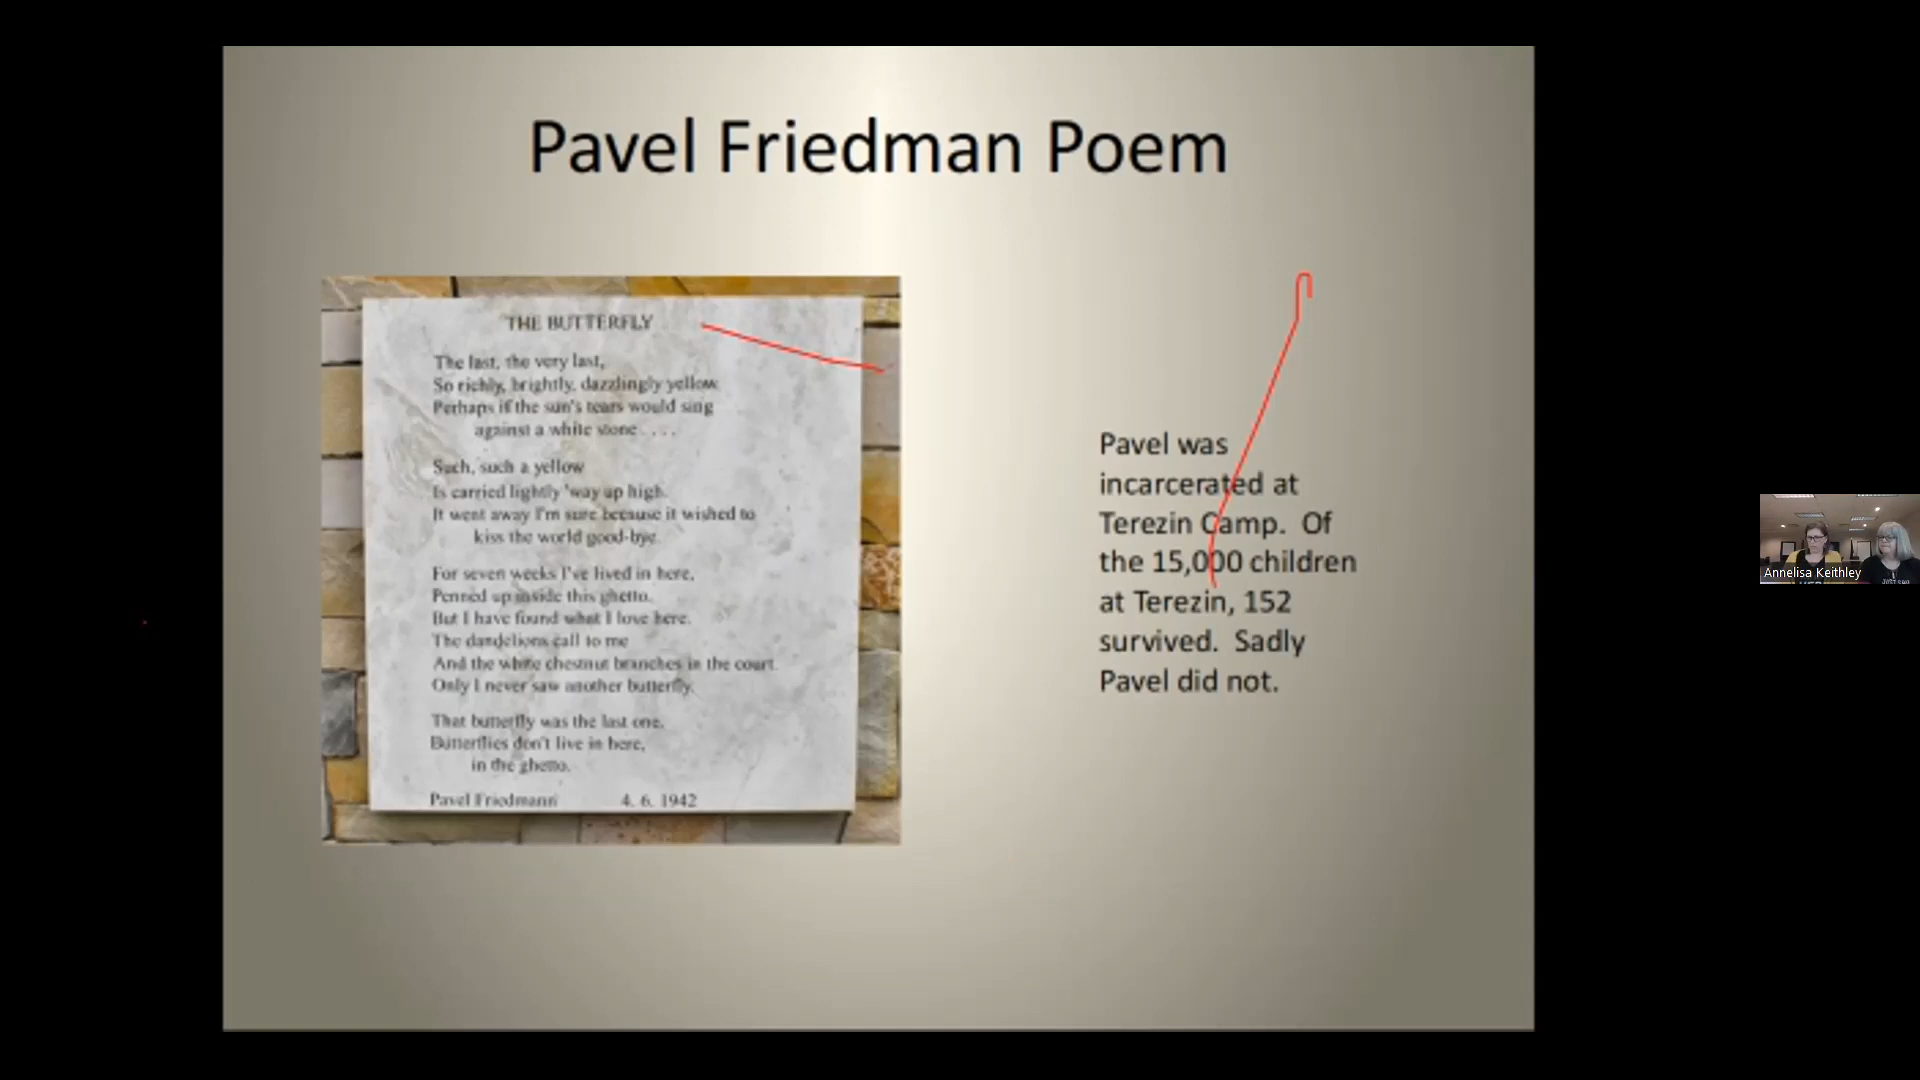 Pavel Friedman Poem
THE BUTTERFLY
The last, the very last,
So richly, brightly, dazzlingly yellow.
Perhaps if the sun's tears would sing
against a white stone . . . .
Such, such a yellow
Is carried lightly 'way up high.
It went away I'm sure because it wished to
kiss the world good-bye.
For seven weeks I've lived in here,
Penned up inside this ghetto.
But I have found what I love here.
The dandelions call to me
And the white chestnut branches in the court.
Only I never saw another butterfly.
That butterfly was the last one.
Butterflies don't live in here,
in the ghetto.
Pavel Friedmann 4. 6. 1942
Pavel was
incarcerated at
Terezin Camp. Of
the 15,000 children
at Terezin, 152
survived. Sadly
Pavel did not.
Annelisa Keithley